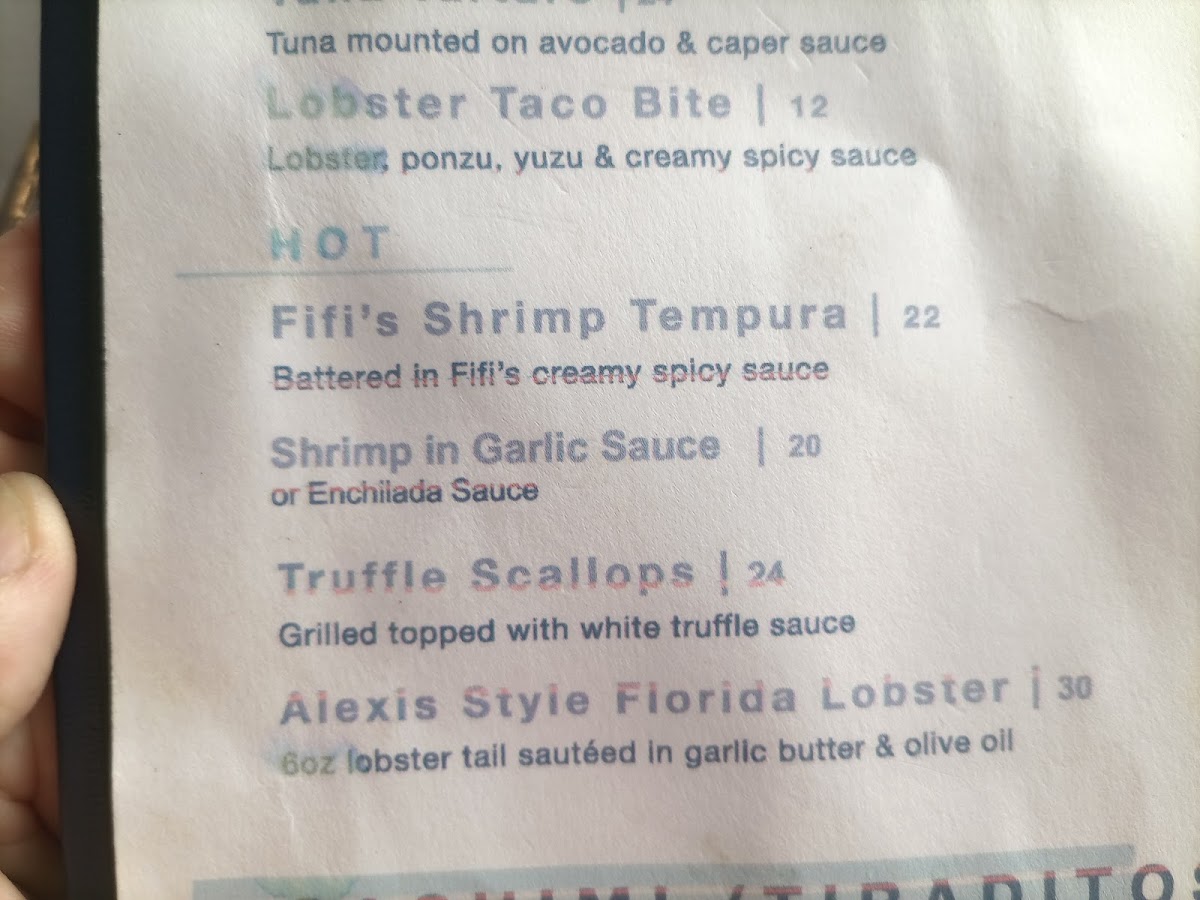 Tuna mounted on avocado & caper sauce
Lobster Taco Bite | 12
Lobster, ponzu, yuzu & creamy spicy sauce
HOT
Fifi's Shrimp Tempura | 22
Battered in Fifi's creamy spicy sauce
Shrimp in Garlic Sauce | 20
or Enchilada Sauce
Truffle Scallops | 24
Grilled topped with white truffle sauce
Alexis Style Florida Lobster | 30
6oz lobster tail sautéed in garlic butter & olive oil